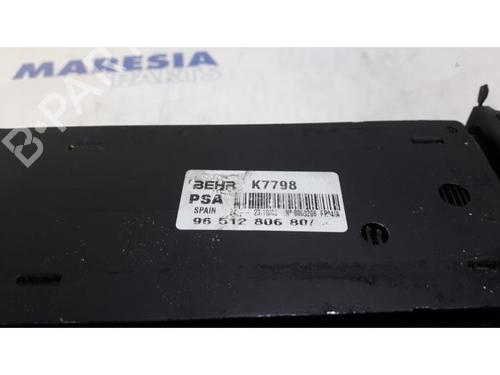 MARESIA
PARTS
B-PARTS
BEHR K7798
PSA
SPAIN
96 512 806 80/